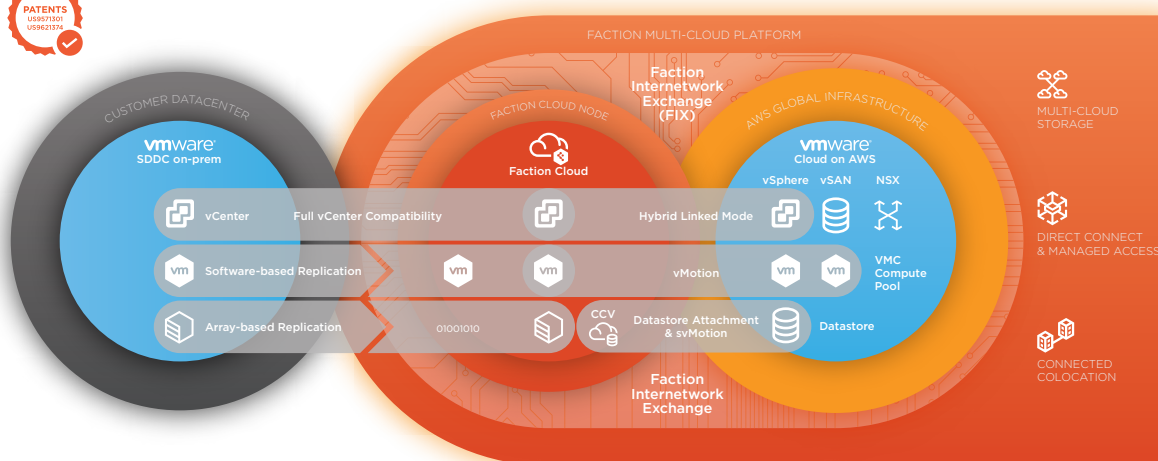 PATENTS
US9571301
US9621374
FACTION MULTI-CLOUD PLATFORM
CUSTOMER DATACENTER
vmware®
SDDC on-prem
Faction
Internetwork
Exchange
(FIX)
FACTION CLOUD NODE
Faction Cloud
AWS GLOBAL INFRASTRUCTURE
vmware®
Cloud on AWS
vSphere vSAN NSX
vCenter Full vCenter Compatibility Hybrid Linked Mode
Software-based Replication vm vm vm vMotion vm vm
VMC
Compute
Pool
Array-based Replication 01001010
CCV
Datastore Attachment
& svMotion
Datastore
Faction
Internetwork
Exchange
MULTI-CLOUD
STORAGE
DIRECT CONNECT
& MANAGED ACCESS
CONNECTED
COLOCATION